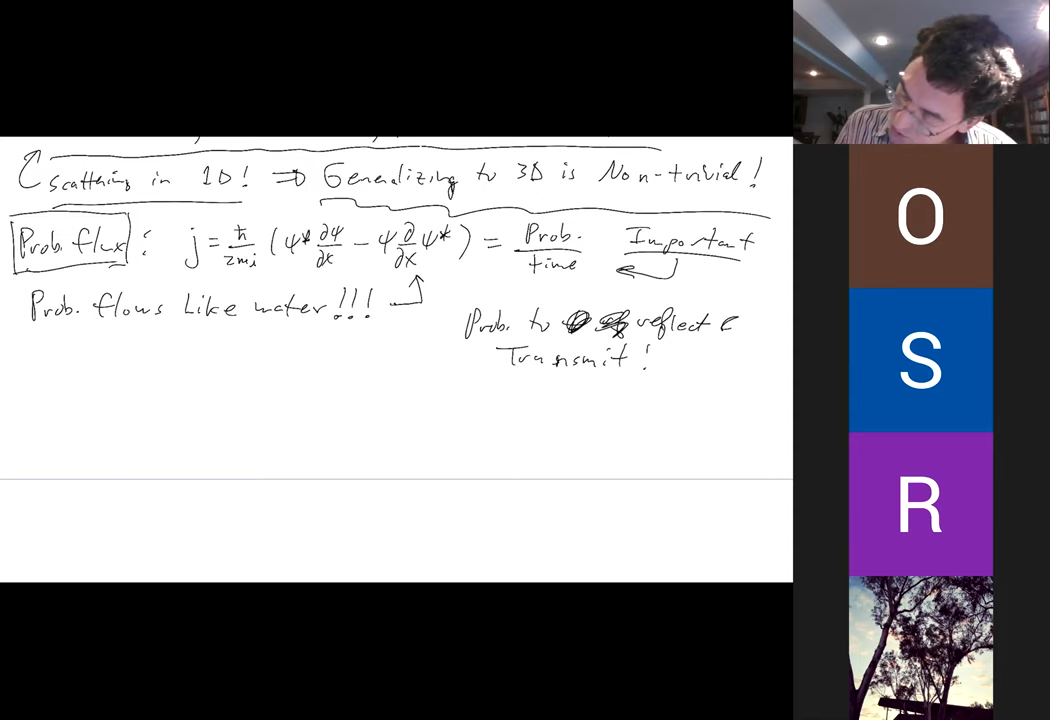 scattering in 1D! ⇒ Generalizing to 3D is Non-trivial!
Prob. flux : j = ħ/2mi (ψ* ∂ψ/∂x − ψ ∂/∂x ψ*) = Prob./time Important
Prob. flows Like water!!!
Prob. to reflect &
Transmit!
O
S
R